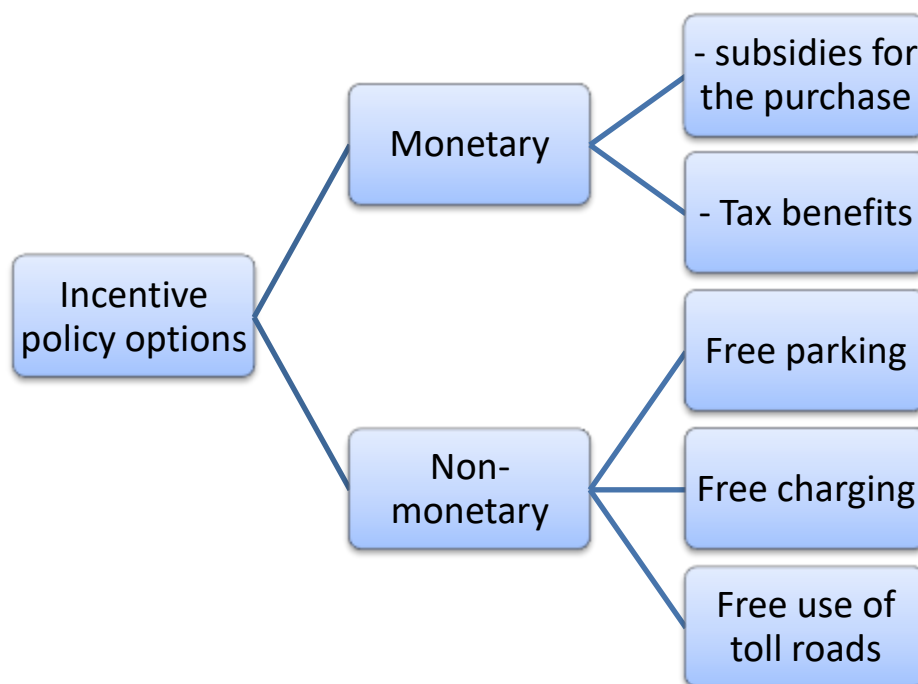 Incentive
policy options
Monetary
- subsidies for
the purchase
- Tax benefits
Non-
monetary
Free parking
Free charging
Free use of
toll roads